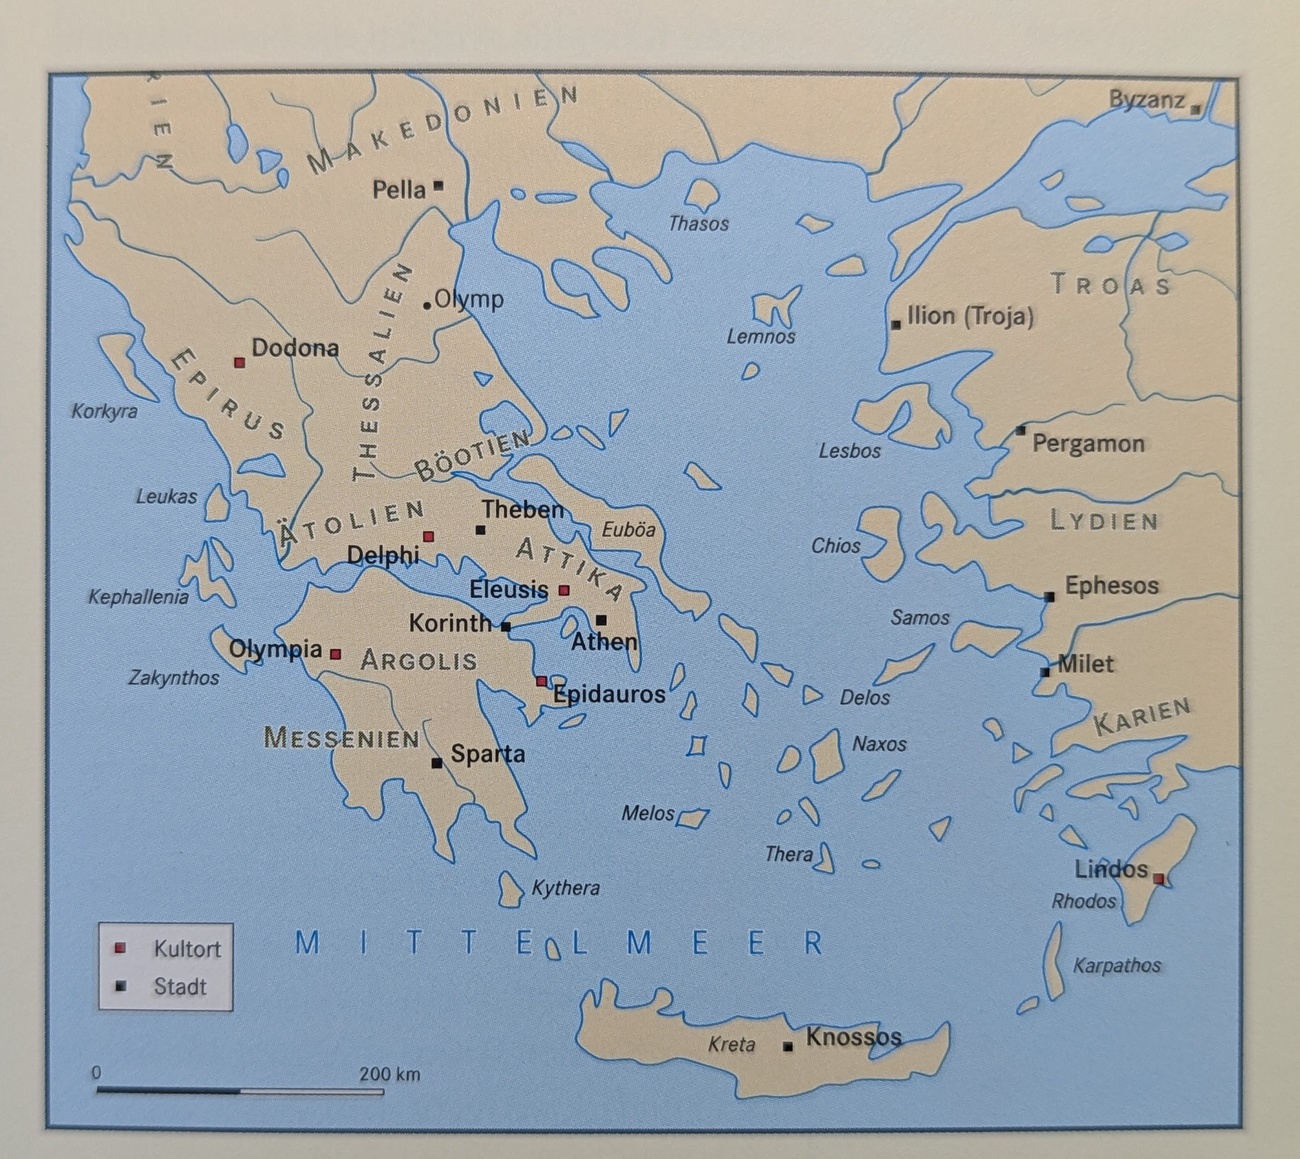 RIEN
MAKEDONIEN
Byzanz
Pella
Thasos
Olymp
TROAS
Ilion (Troja)
Lemnos
Dodona
THESSALIEN
EPIRUS
Korkyra
Lesbos
Pergamon
BÖOTIEN
Leukas
ÄTOLIEN
Theben
Euböa
LYDIEN
Delphi
ATTIKA
Chios
Kephallenia
Eleusis
Ephesos
Korinth
Samos
Athen
Olympia
ARGOLIS
Milet
Zakynthos
Epidauros
Delos
KARIEN
MESSENIEN
Sparta
Naxos
Melos
Thera
Lindos
Kythera
Rhodos
MITTELMEER
Kultort
Stadt
Karpathos
Kreta
Knossos
0 200 km